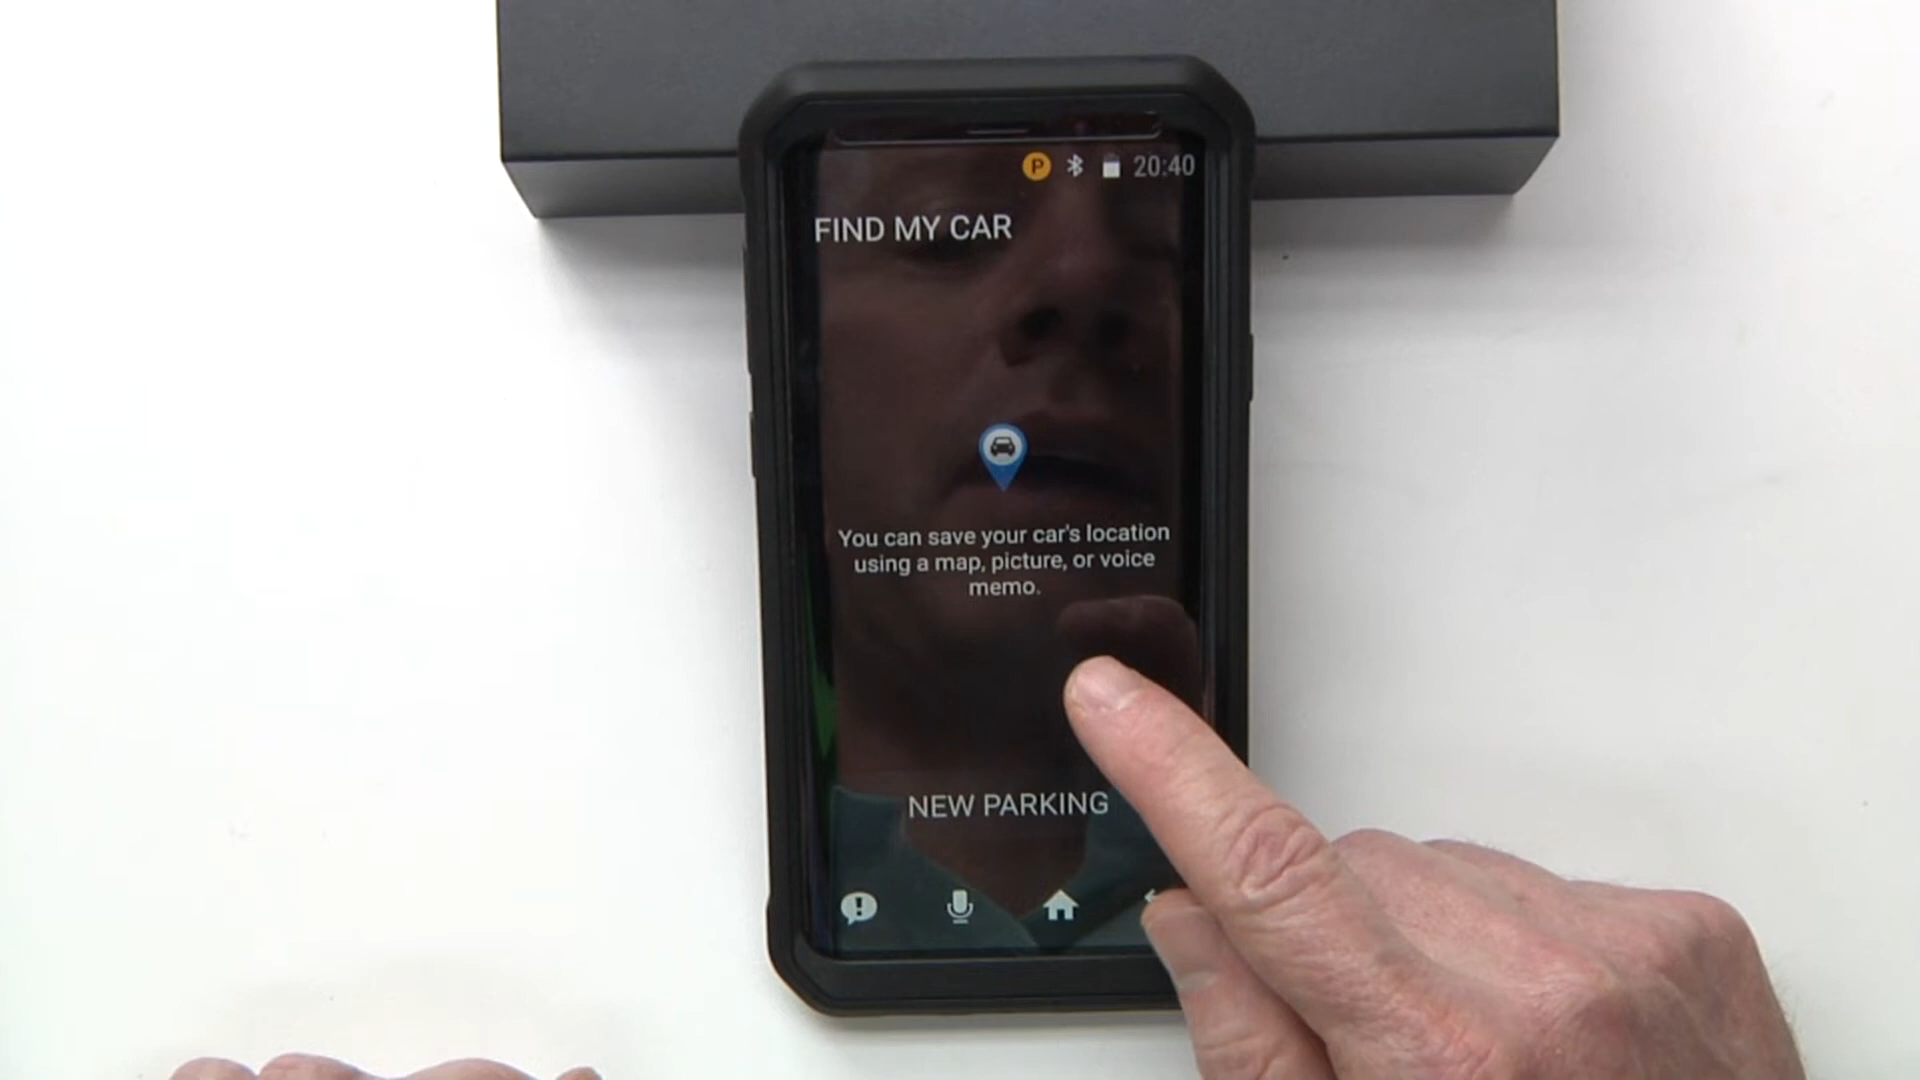 P 20:40
FIND MY CAR
You can save your car's location
using a map, picture, or voice
memo.
NEW PARKING